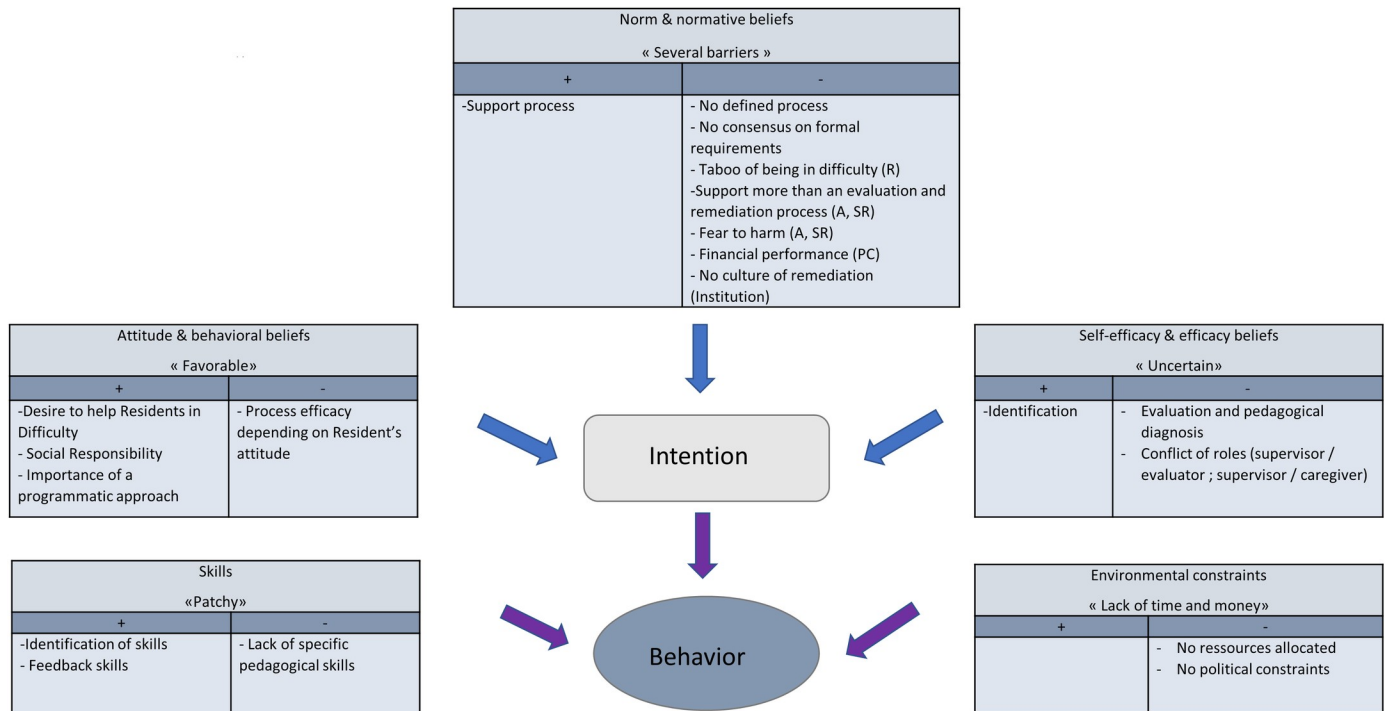 Norm & normative beliefs
« Several barriers »
+
-
-Support process
- No defined process
- No consensus on formal
requirements
- Taboo of being in difficulty (R)
-Support more than an evaluation and
remediation process (A, SR)
- Fear to harm (A, SR)
- Financial performance (PC)
- No culture of remediation
(Institution)
Attitude & behavioral beliefs
« Favorable»
+
-
-Desire to help Residents in
Difficulty
- Social Responsibility
- Importance of a
programmatic approach
- Process efficacy
depending on Resident’s
attitude
Intention
Self-efficacy & efficacy beliefs
« Uncertain»
+
-
-Identification
- Evaluation and pedagogical
diagnosis
- Conflict of roles (supervisor /
evaluator ; supervisor / caregiver)
Skills
«Patchy»
+
-
-Identification of skills
- Feedback skills
- Lack of specific
pedagogical skills
Behavior
Environmental constraints
« Lack of time and money»
+
-
- No ressources allocated
- No political constraints